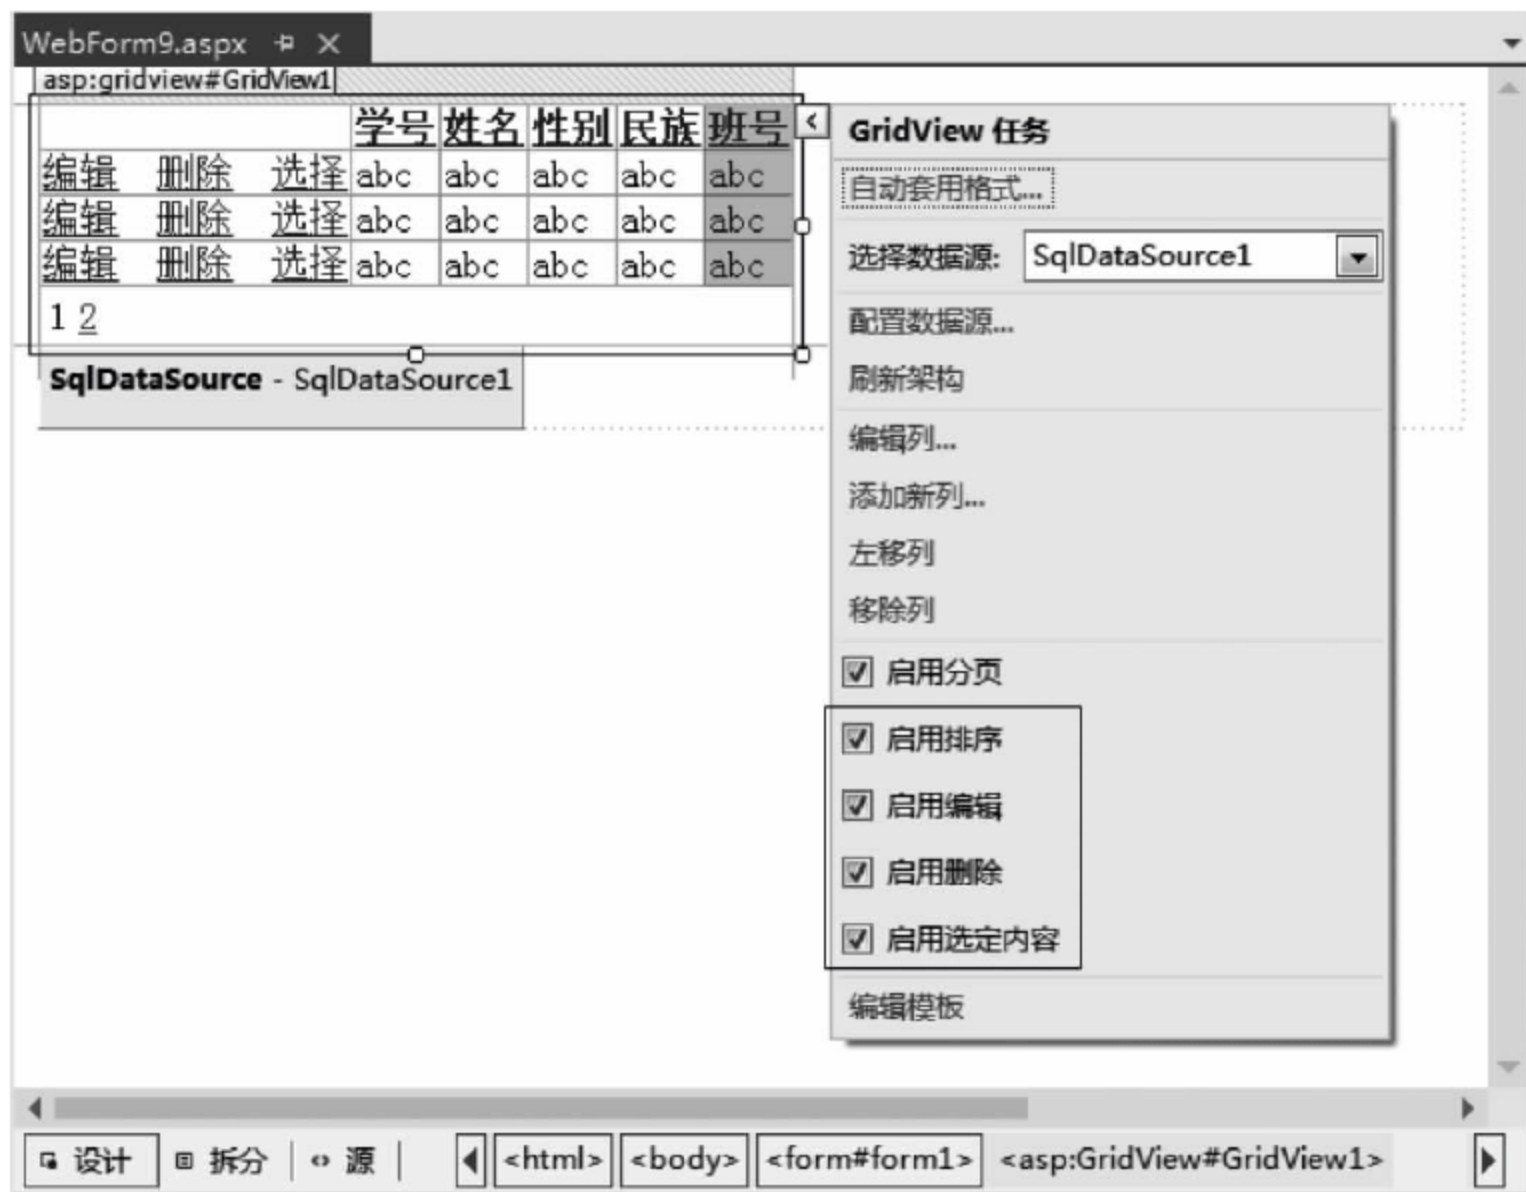 WebForm9.aspx
asp:gridview#GridView1
学号 姓名 性别 民族 班号
编辑 删除 选择 abc abc abc abc abc
编辑 删除 选择 abc abc abc abc abc
编辑 删除 选择 abc abc abc abc abc
1 2
SqlDataSource - SqlDataSource1
GridView 任务
自动套用格式...
选择数据源: SqlDataSource1
配置数据源...
刷新架构
编辑列...
添加新列...
左移列
移除列
启用分页
启用排序
启用编辑
启用删除
启用选定内容
编辑模板
设计 拆分 源 <html> <body> <form#form1> <asp:GridView#GridView1>